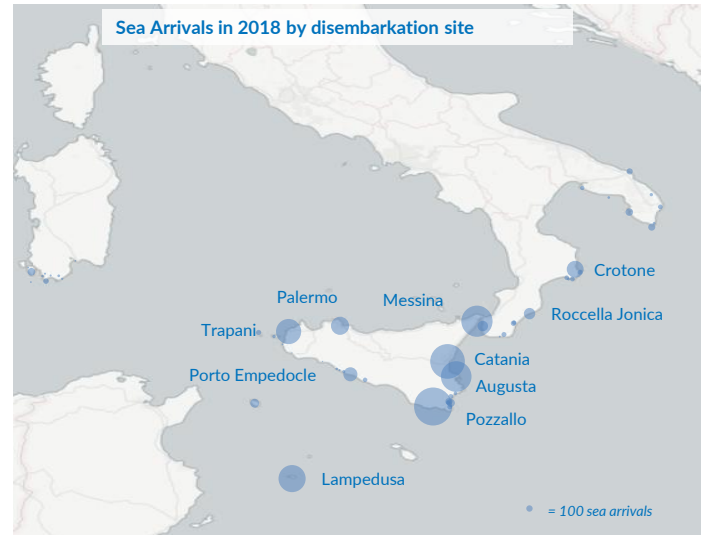 Sea Arrivals in 2018 by disembarkation site
Crotone
Palermo
Messina
Roccella Jonica
Trapani
Catania
Porto Empedocle
Augusta
Pozzallo
Lampedusa
= 100 sea arrivals